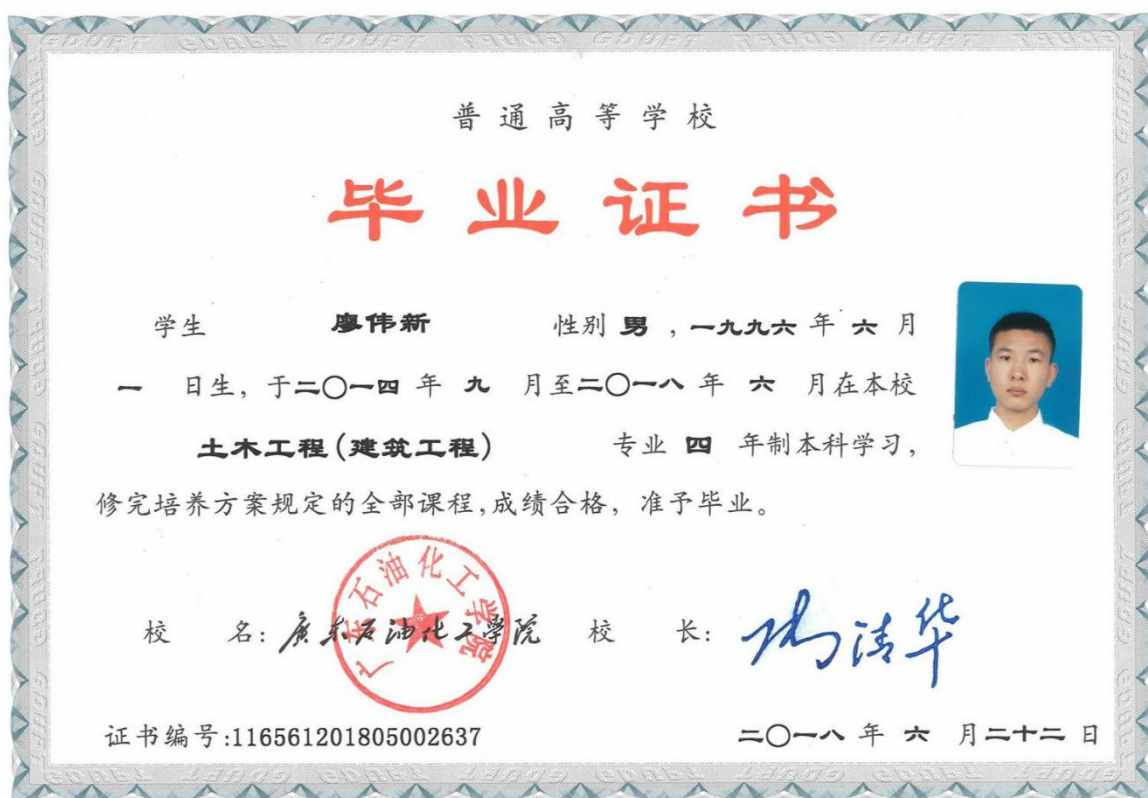 普通高等学校
毕业证书
学生 廖伟新 性别 男 ，一九九六 年 六 月
一 日生，于二〇一四 年 九 月至二〇一八 年 六 月在本校
土木工程(建筑工程) 专业 四 年制本科学习，
修完培养方案规定的全部课程,成绩合格，准予毕业。
广东石油化工学院
校 名：廣东石油化工學院 校 长：
清华
证书编号:116561201805002637
二〇一八 年 六 月二十二 日